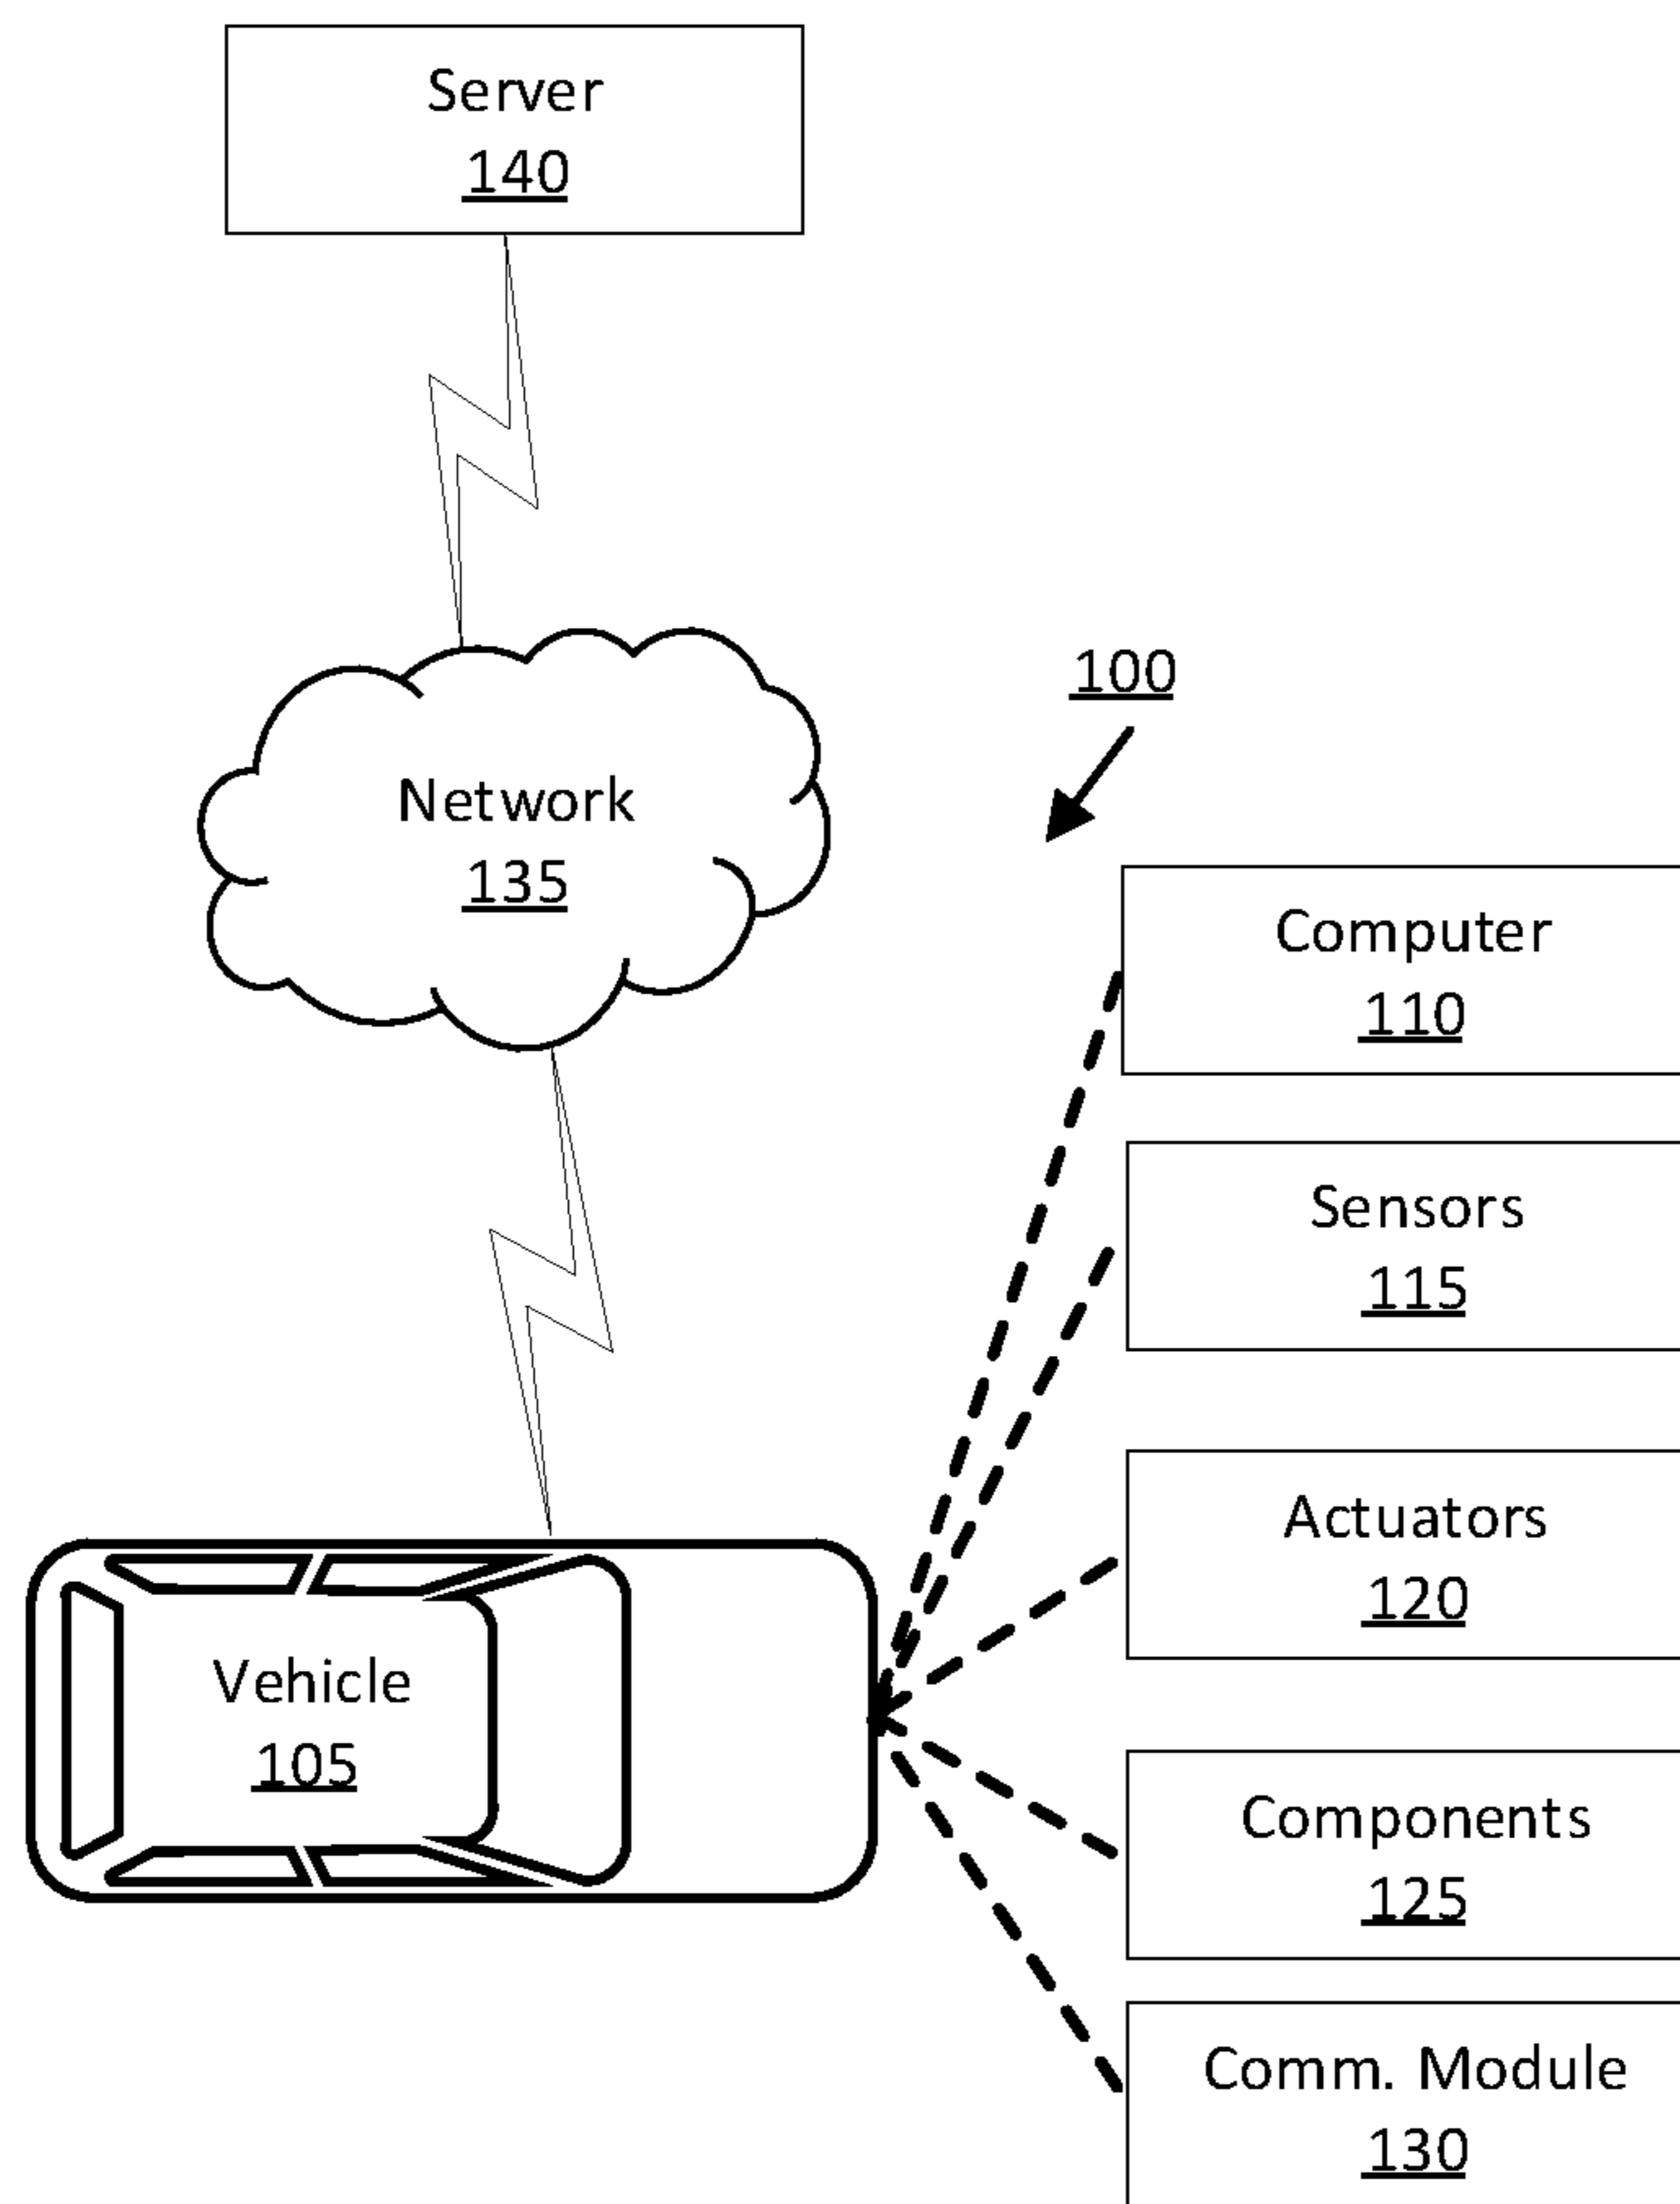 Server
140
Network
135
100
Computer
110
Sensors
115
Actuators
120
Vehicle
105
Components
125
Comm. Module
130